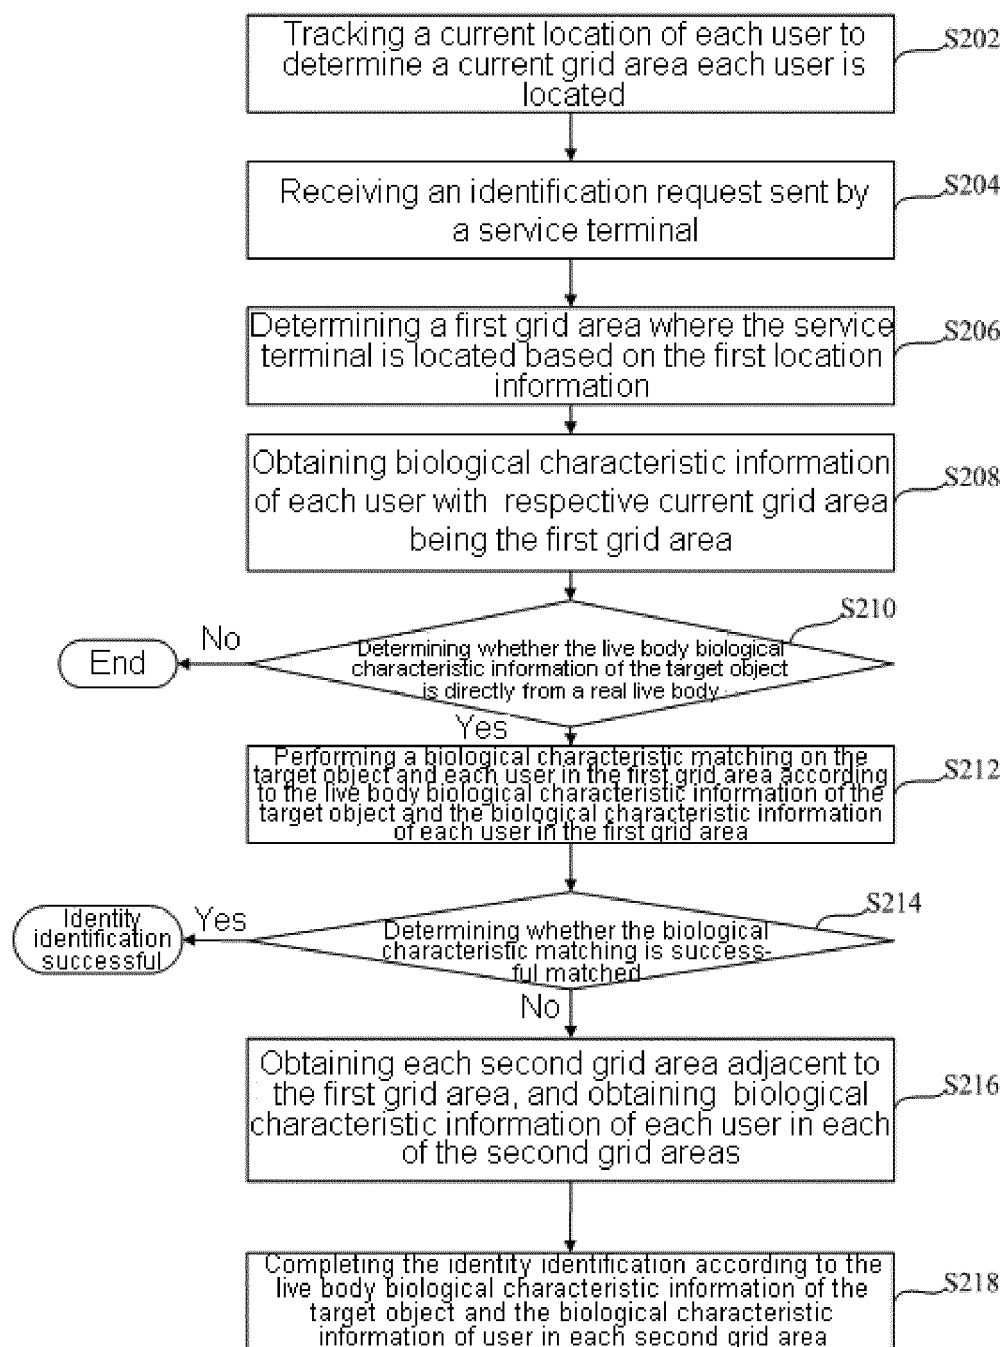 Tracking a current location of each user to
determine a current grid area each user is
located
S202
Receiving an identification request sent by
a service terminal
S204
Determining a first grid area where the service
terminal is located based on the first location
information
S206
Obtaining biological characteristic information
of each user with respective current grid area
being the first grid area
S208
S210
Determining whether the live body biological
characteristic information of the target object
is directly from a real live body
No
End
Yes
Performing a biological characteristic matching on the
target object and each user in the first grid area according
to the live body biological characteristic information of the
target object and the biological characteristic information
of each user in the first grid area
S212
S214
Determining whether the biological
characteristic matching is success-
ful matched
Yes
Identity
identification
successful
No
Obtaining each second grid area adjacent to
the first grid area, and obtaining biological
characteristic information of each user in each
of the second grid areas
S216
Completing the identity identification according to the
live body biological characteristic information of the
target object and the biological characteristic
information of user in each second grid area
S218